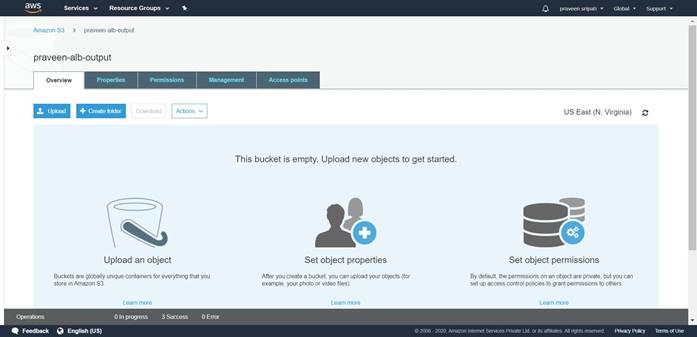 aws Services Resource Groups praveen sripati Global Support
Amazon S3 > praveen-alb-output
praveen-alb-output
Overview Properties Permissions Management Access points
Upload + Create folder Download Actions US East (N. Virginia)
This bucket is empty. Upload new objects to get started.
Upload an object
Buckets are globally unique containers for everything that you
store in Amazon S3.
Learn more
Set object properties
After you create a bucket, you can upload your objects (for
example, your photo or video files).
Learn more
Set object permissions
By default, the permissions on an object are private, but you can
set up access control policies to grant permissions to others.
Learn more
Operations 0 In progress 3 Success 0 Error
Feedback English (US) © 2008 - 2020, Amazon Internet Services Private Ltd. or its affiliates. All rights reserved. Privacy Policy Terms of Use